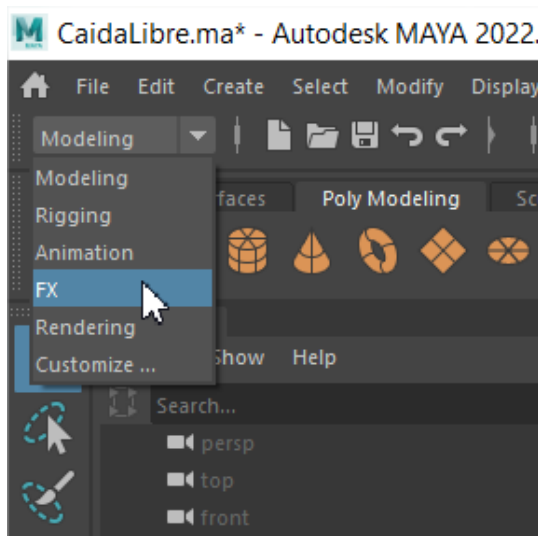 CaidaLibre.ma* - Autodesk MAYA 2022.
File Edit Create Select Modify Display
Modeling
Modeling
Rigging
Animation
FX
Rendering
Customize ...
faces Poly Modeling Sc
Show Help
Search...
persp
top
front